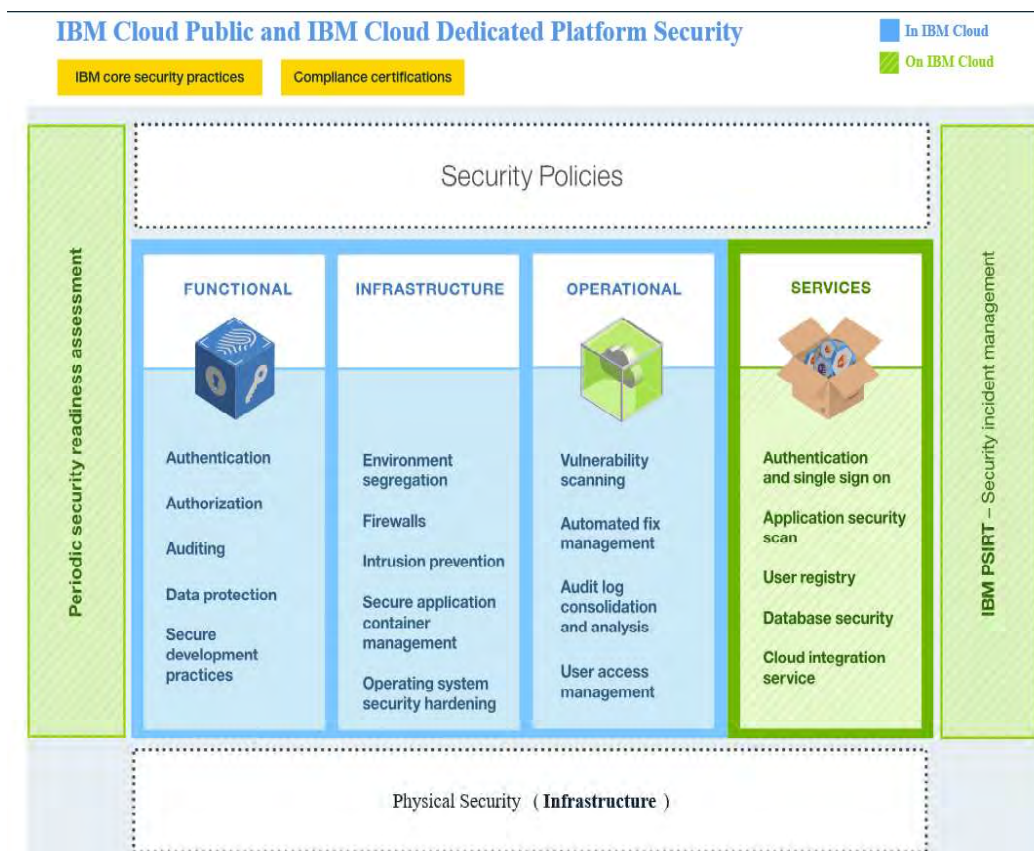 IBM Cloud Public and IBM Cloud Dedicated Platform Security
In IBM Cloud
On IBM Cloud
IBM core security practices
Compliance certifications
Security Policies
Periodic security readiness assessment
FUNCTIONAL
Authentication
Authorization
Auditing
Data protection
Secure
development
practices
INFRASTRUCTURE
Environment
segregation
Firewalls
Intrusion prevention
Secure application
container
management
Operating system
security hardening
OPERATIONAL
Vulnerability
scanning
Automated fix
management
Audit log
consolidation
and analysis
User access
management
SERVICES
Authentication
and single sign on
Application security
scan
User registry
Database security
Cloud integration
service
IBM PSIRT – Security incident management
Physical Security ( Infrastructure )